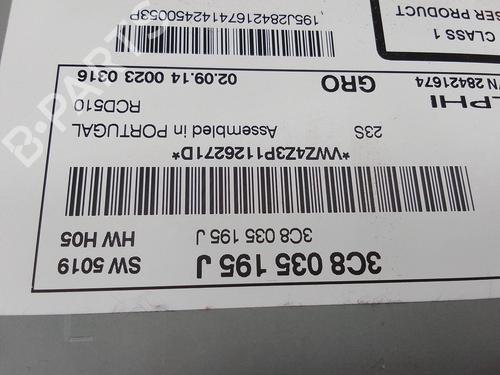 CLASS 1
SER PRODUCT
195J28421674142450053P
LPHI
/N 28421674
GRO
02.09.14 0023 0316
RCD510
23S
Assembled in PORTUGAL
*VWZ4Z3P1126271D*
3C8 035 195 J
HW H05
3C8 035 195 J
SW 5019
B-PARTS